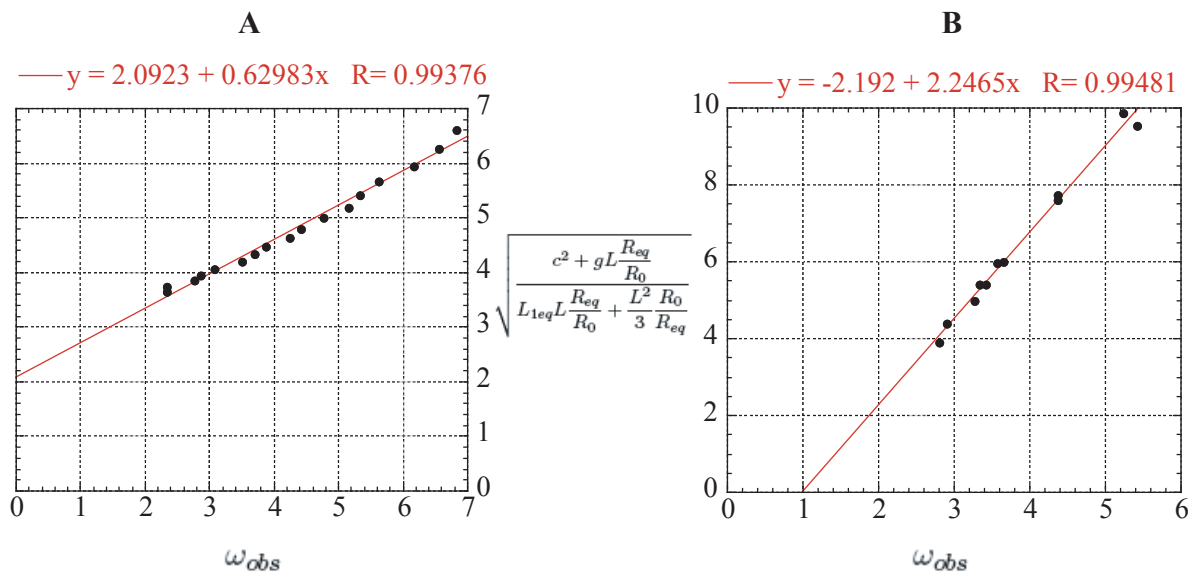 A
y = 2.0923 + 0.62983x R= 0.99376
7
6
5
4
3
2
1
0
0 1 2 3 4 5 6 7
ω_obs
√((c² + gL R_eq/R_0)/(L_1eq L R_eq/R_0 + L²/3 R_0/R_eq))
B
y = -2.192 + 2.2465x R= 0.99481
10
8
6
4
2
0
0 1 2 3 4 5 6
ω_obs